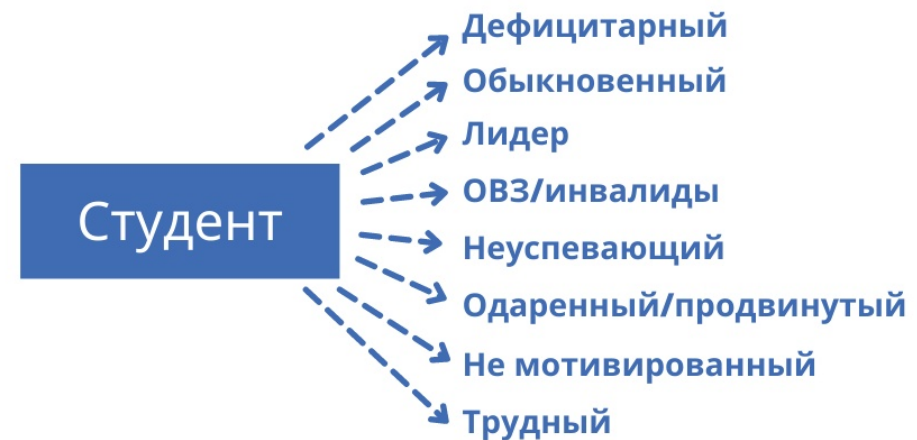 Дефицитарный
Обыкновенный
Лидер
ОВЗ/инвалиды
Студент
Неуспевающий
Одаренный/продвинутый
Не мотивированный
Трудный